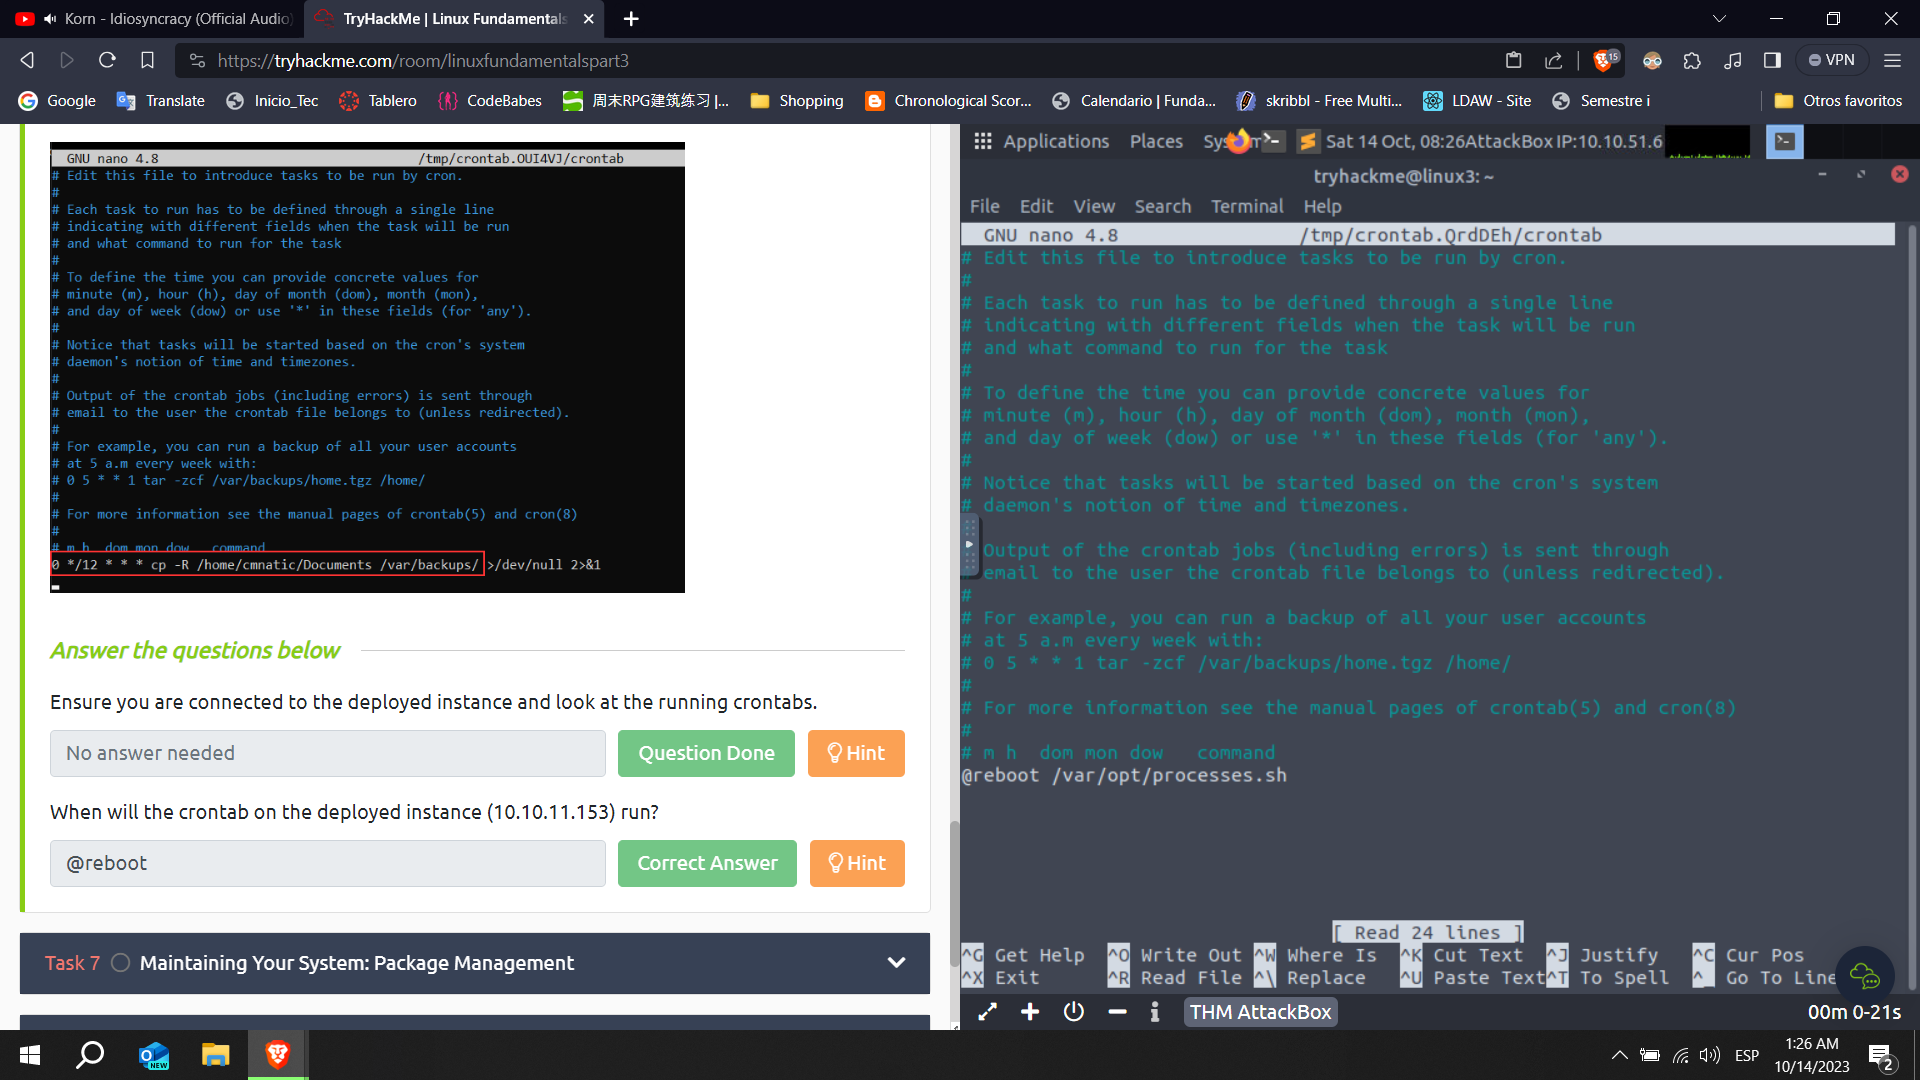 Korn - Idiosyncracy (Official Audio)
TryHackMe | Linux Fundamentals
https://tryhackme.com/room/linuxfundamentalspart3
15
VPN
Google
Translate
Inicio_Tec
Tablero
CodeBabes
周末RPG建筑练习 |...
Shopping
Chronological Scor...
Calendario | Funda...
skribbl - Free Multi...
LDAW - Site
Semestre i
Otros favoritos
GNU nano 4.8 /tmp/crontab.OUI4VJ/crontab
# Edit this file to introduce tasks to be run by cron.
#
# Each task to run has to be defined through a single line
# indicating with different fields when the task will be run
# and what command to run for the task
#
# To define the time you can provide concrete values for
# minute (m), hour (h), day of month (dom), month (mon),
# and day of week (dow) or use '*' in these fields (for 'any').
#
# Notice that tasks will be started based on the cron's system
# daemon's notion of time and timezones.
#
# Output of the crontab jobs (including errors) is sent through
# email to the user the crontab file belongs to (unless redirected).
#
# For example, you can run a backup of all your user accounts
# at 5 a.m every week with:
# 0 5 * * 1 tar -zcf /var/backups/home.tgz /home/
#
# For more information see the manual pages of crontab(5) and cron(8)
#
# m h dom mon dow command
0 */12 * * * cp -R /home/cmnatic/Documents /var/backups/ >/dev/null 2>&1
Answer the questions below
Ensure you are connected to the deployed instance and look at the running crontabs.
No answer needed
Question Done
Hint
When will the crontab on the deployed instance (10.10.11.153) run?
@reboot
Correct Answer
Hint
Task 7 Maintaining Your System: Package Management
Applications Places System Sat 14 Oct, 08:26 AttackBox IP:10.10.51.6
tryhackme@linux3: ~
File Edit View Search Terminal Help
GNU nano 4.8 /tmp/crontab.QrdDEh/crontab
# Edit this file to introduce tasks to be run by cron.
#
# Each task to run has to be defined through a single line
# indicating with different fields when the task will be run
# and what command to run for the task
#
# To define the time you can provide concrete values for
# minute (m), hour (h), day of month (dom), month (mon),
# and day of week (dow) or use '*' in these fields (for 'any').
#
# Notice that tasks will be started based on the cron's system
# daemon's notion of time and timezones.
Output of the crontab jobs (including errors) is sent through
email to the user the crontab file belongs to (unless redirected).
#
# For example, you can run a backup of all your user accounts
# at 5 a.m every week with:
# 0 5 * * 1 tar -zcf /var/backups/home.tgz /home/
#
# For more information see the manual pages of crontab(5) and cron(8)
#
# m h dom mon dow command
@reboot /var/opt/processes.sh
[ Read 24 lines ]
^G Get Help ^O Write Out ^W Where Is ^K Cut Text ^J Justify ^C Cur Pos
^X Exit ^R Read File ^\ Replace ^U Paste Text ^T To Spell ^_ Go To Line
THM AttackBox
00m 0-21s
NEW
ESP
1:26 AM
10/14/2023
2